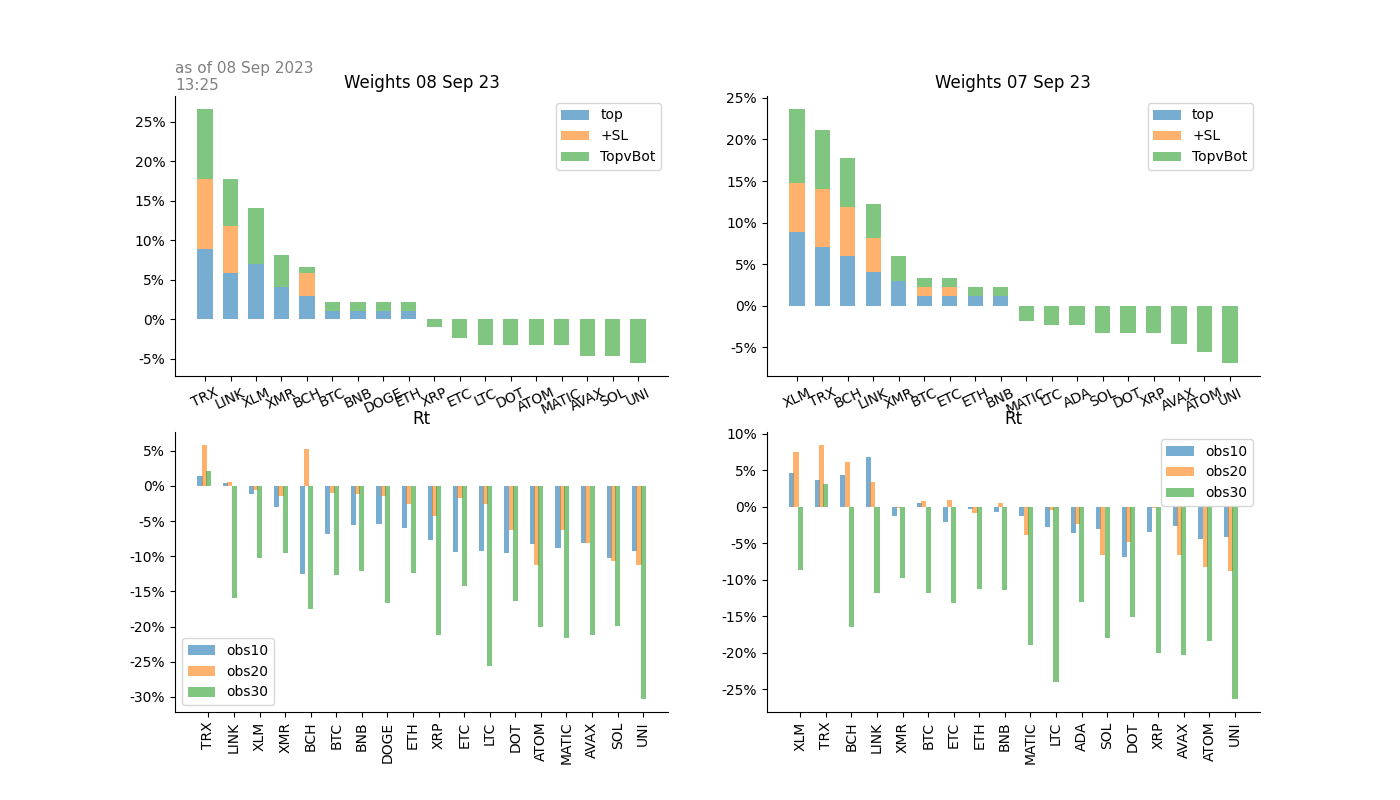 as of 08 Sep 2023
13:25
Weights 08 Sep 23
25%
20%
15%
10%
5%
0%
-5%
top
+SL
TopvBot
TRX LINK XLM XMR BCH BTC BNB DOGE ETH XRP ETC LTC DOT ATOM MATIC AVAX SOL UNI
Weights 07 Sep 23
25%
20%
15%
10%
5%
0%
-5%
top
+SL
TopvBot
XLM TRX BCH LINK XMR BTC ETC ETH BNB MATIC LTC ADA SOL DOT XRP AVAX ATOM UNI
Rt
5%
0%
-5%
-10%
-15%
-20%
-25%
-30%
obs10
obs20
obs30
TRX LINK XLM XMR BCH BTC BNB DOGE ETH XRP ETC LTC DOT ATOM MATIC AVAX SOL UNI
Rt
10%
5%
0%
-5%
-10%
-15%
-20%
-25%
obs10
obs20
obs30
XLM TRX BCH LINK XMR BTC ETC ETH BNB MATIC LTC ADA SOL DOT XRP AVAX ATOM UNI